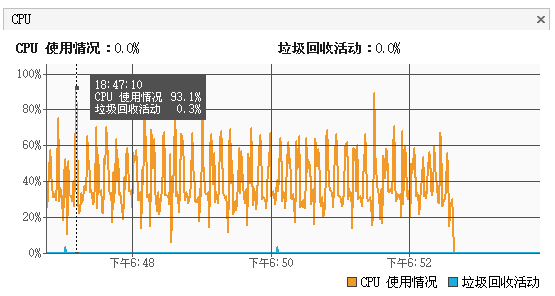 CPU
CPU 使用情况：0.0% 垃圾回收活动：0.0%
100%
80%
60%
40%
20%
0%
18:47:10
CPU 使用情况 93.1%
垃圾回收活动 0.3%
下午6:48 下午6:50 下午6:52
CPU 使用情况 垃圾回收活动